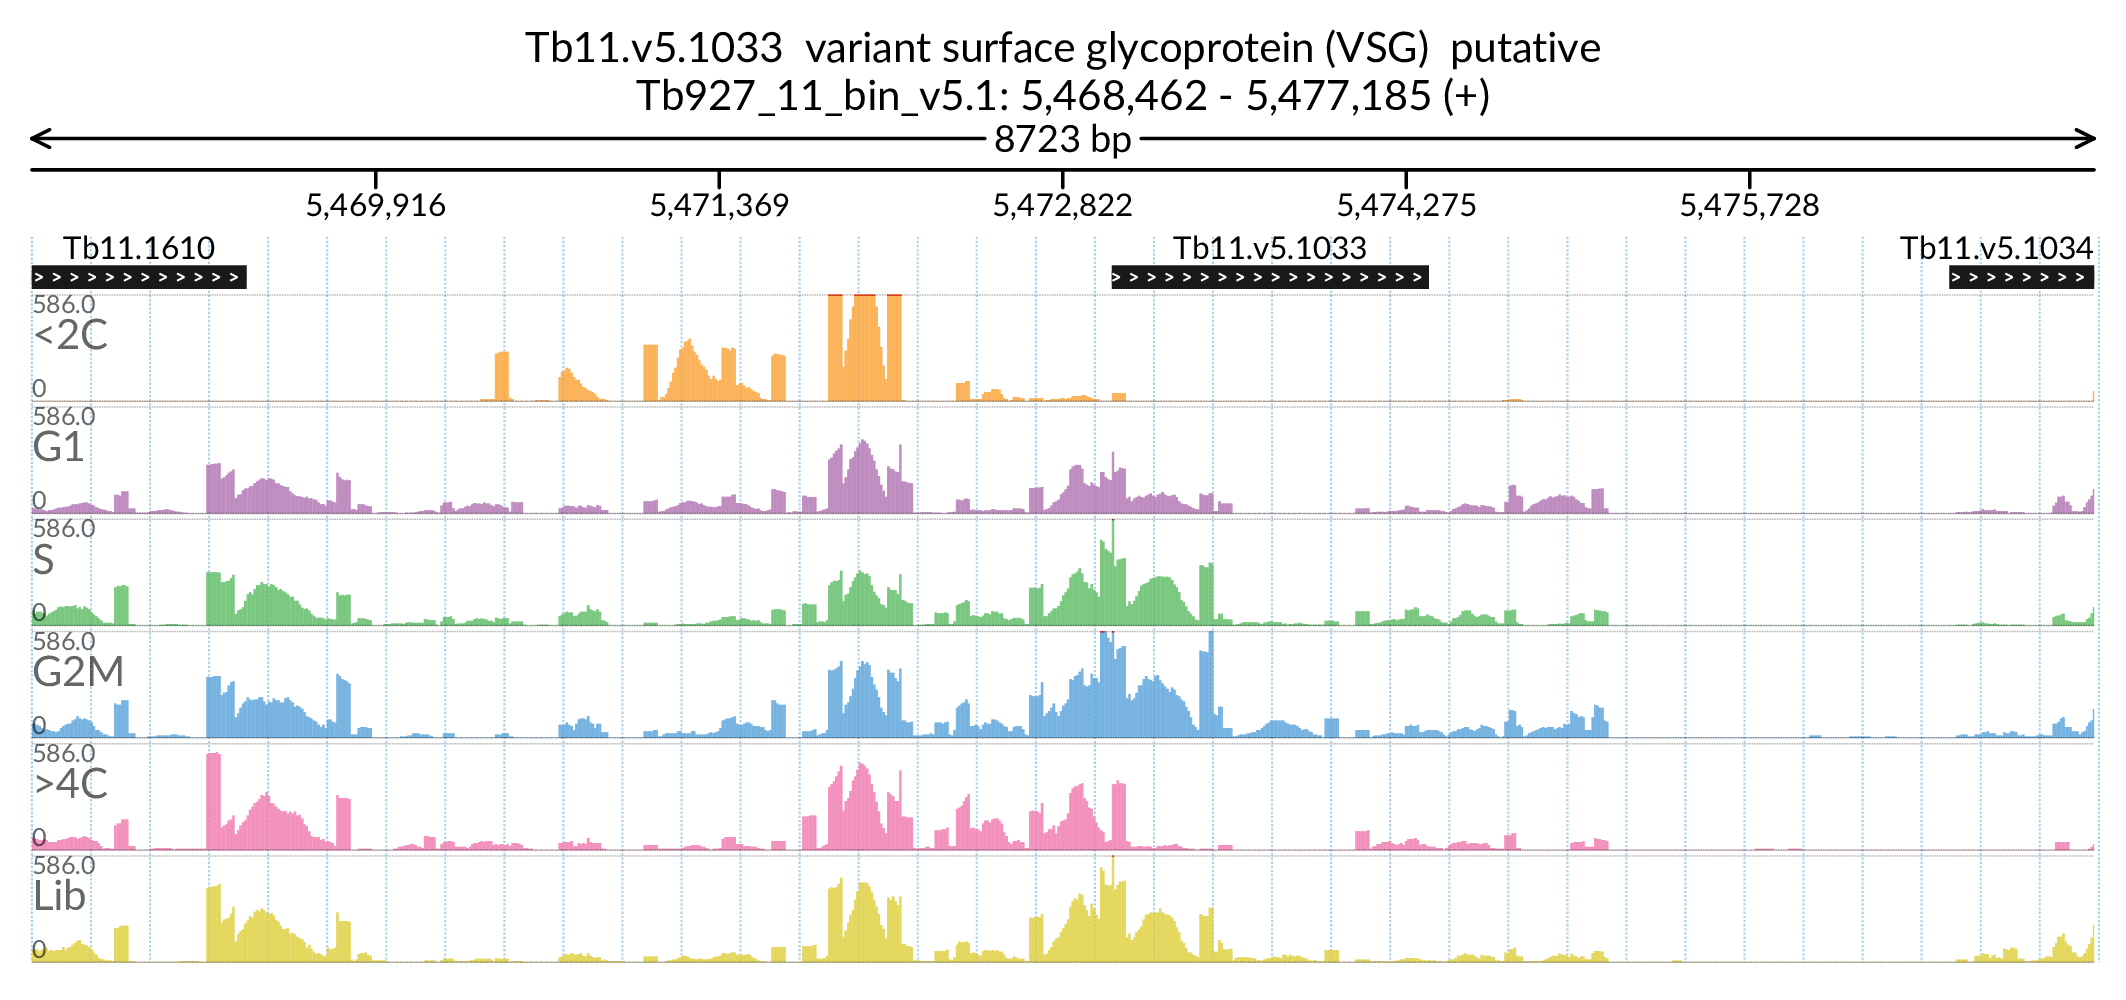 Tb11.v5.1033  variant surface glycoprotein (VSG)  putative
Tb927_11_bin_v5.1: 5,468,462 - 5,477,185 (+)
8723 bp
5,469,916 5,471,369 5,472,822 5,474,275 5,475,728
Tb11.1610 Tb11.v5.1033 Tb11.v5.1034
586.0
<2C
0
586.0
G1
0
586.0
S
0
586.0
G2M
0
586.0
>4C
0
586.0
Lib
0